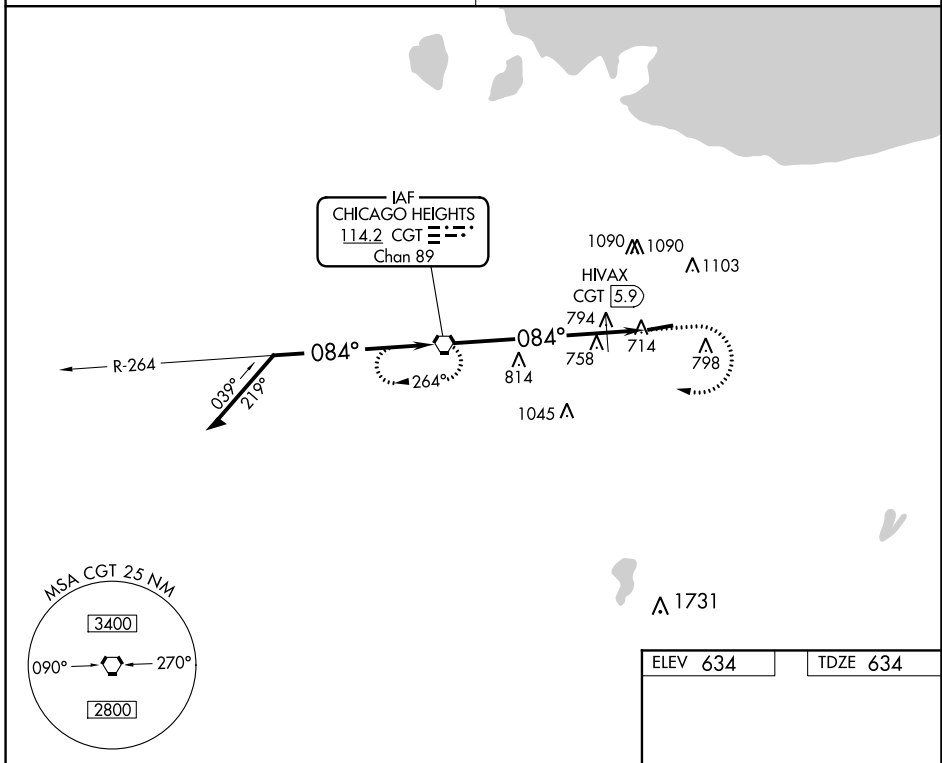 IAF
CHICAGO HEIGHTS
114.2 CGT
Chan 89
1090 1090
1103
HIVAX
CGT 5.9
794
714
758
798
814
1045
R-264
084°
084°
264°
039°
219°
1731
MSA CGT 25 NM
3400
090° 270°
2800
ELEV 634 TDZE 634